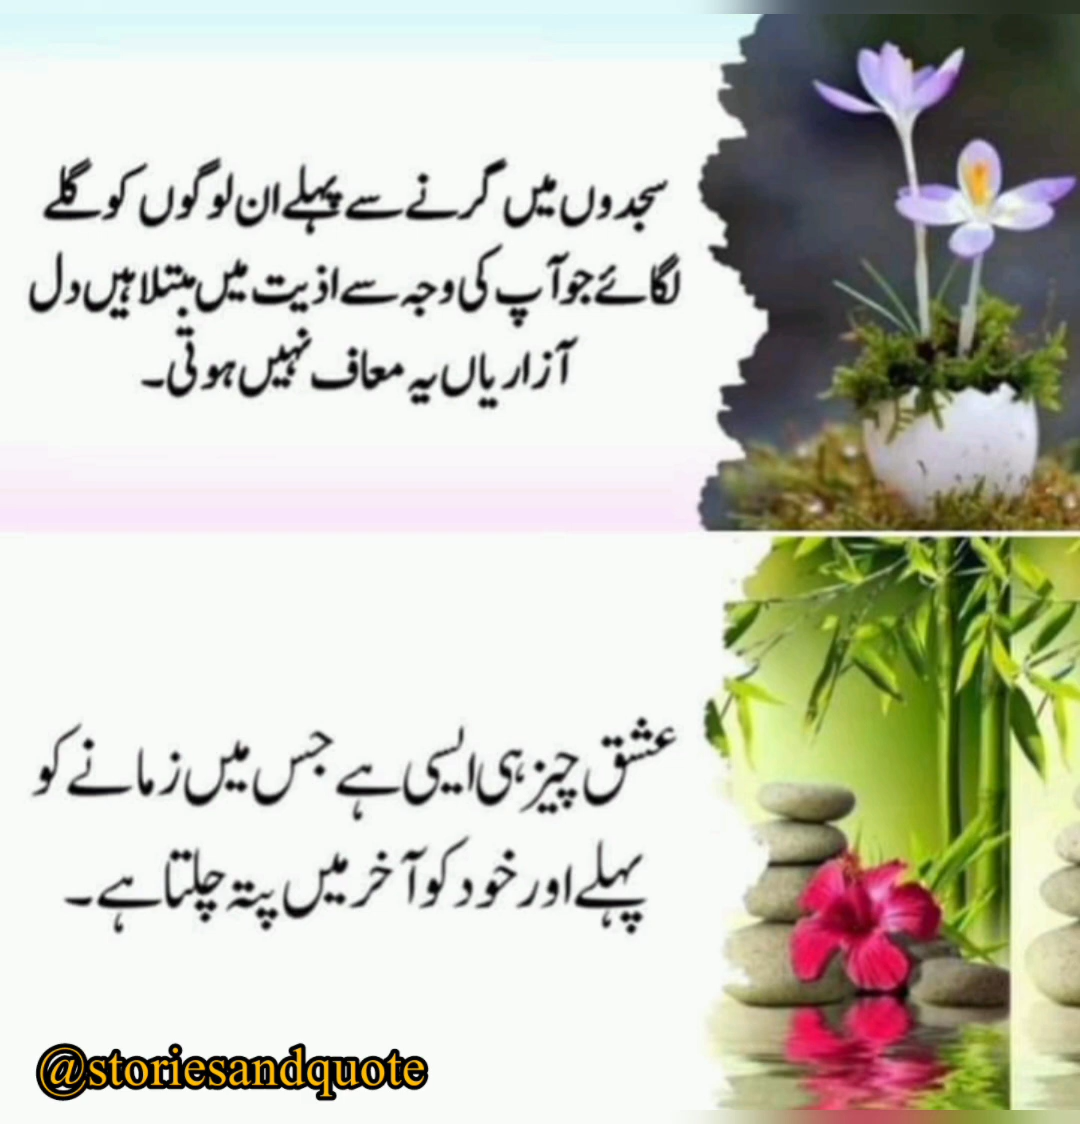 سجدوں میں گرنے سے پہلے ان لوگوں کو گلے
لگائے جو آپ کی وجہ سے اذیت میں مبتلا ہیں دل
آزاریاں یہ معاف نہیں ہوتی۔
عشق چیز ہی ایسی ہے جس میں زمانے کو
پہلے اور خود کو آخر میں پتہ چلتا ہے۔
@storiesandquote